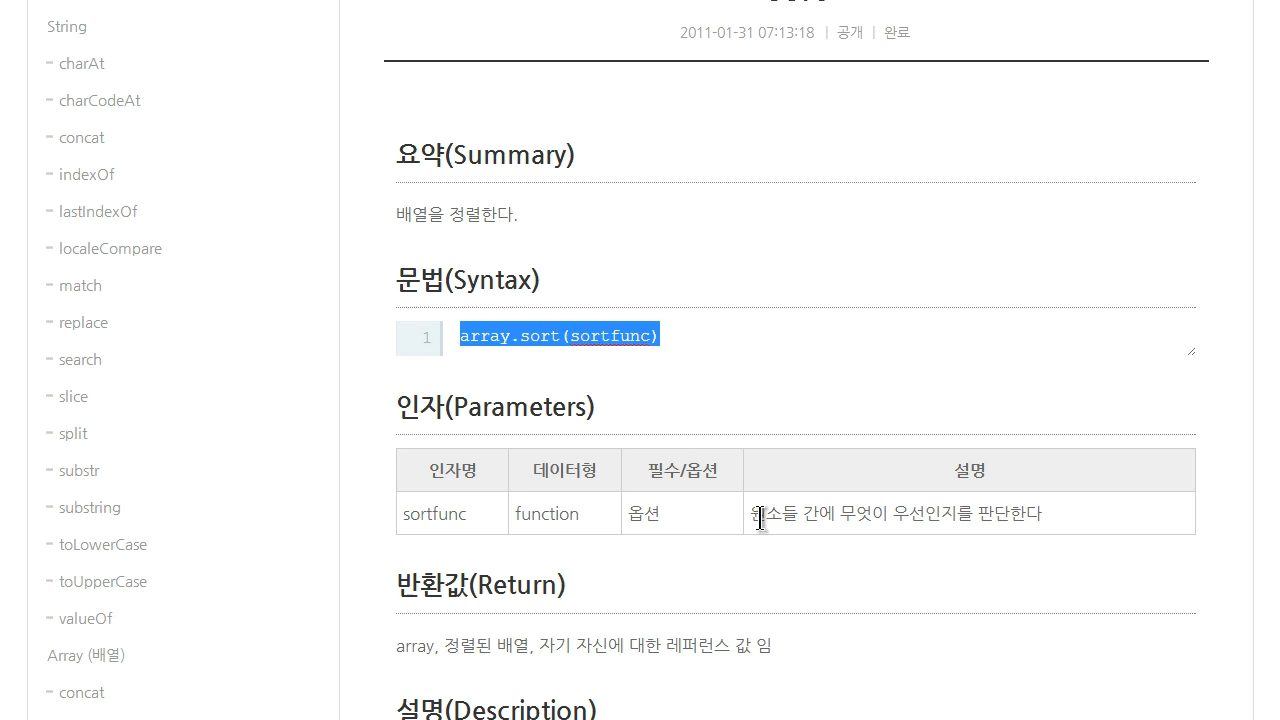 String
- charAt
- charCodeAt
- concat
- indexOf
- lastIndexOf
- localeCompare
- match
- replace
- search
- slice
- split
- substr
- substring
- toLowerCase
- toUpperCase
- valueOf
Array (배열)
- concat
2011-01-31 07:13:18 | 공개 | 완료
요약(Summary)
배열을 정렬한다.
문법(Syntax)
1 array.sort(sortfunc)
인자(Parameters)
인자명 데이터형 필수/옵션 설명
sortfunc function 옵션 원소들 간에 무엇이 우선인지를 판단한다
반환값(Return)
array, 정렬된 배열, 자기 자신에 대한 레퍼런스 값 임
설명(Description)